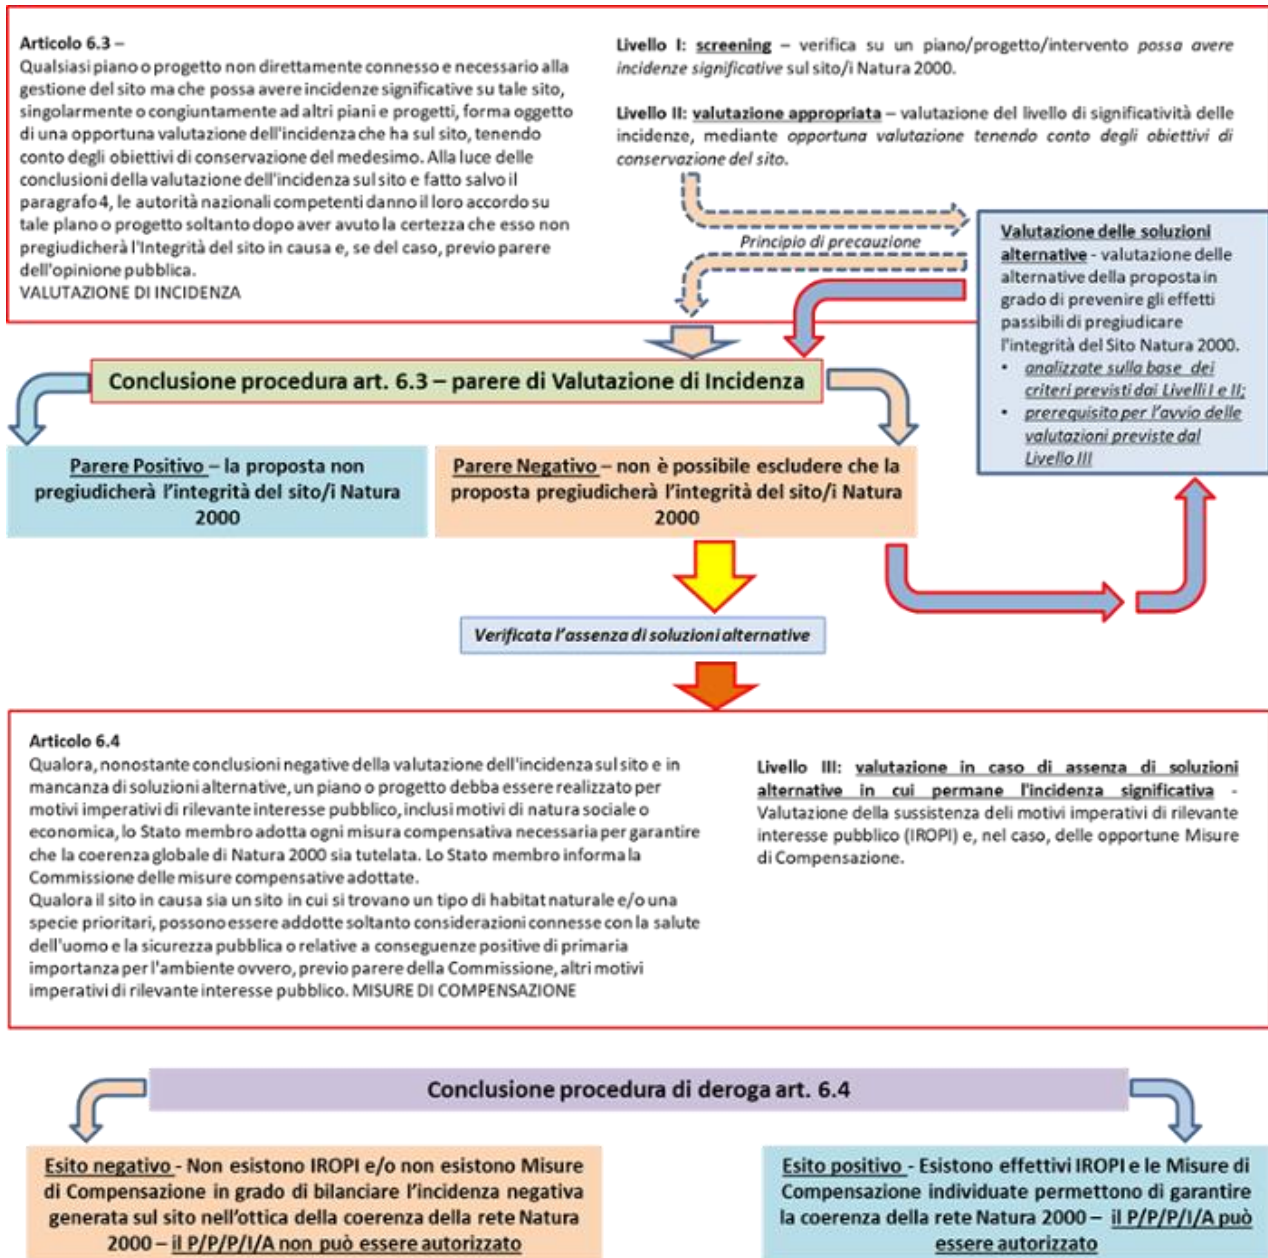 Articolo 6.3 –
Qualsiasi piano o progetto non direttamente connesso e necessario alla
gestione del sito ma che possa avere incidenze significative su tale sito,
singolarmente o congiuntamente ad altri piani e progetti, forma oggetto
di una opportuna valutazione dell'incidenza che ha sul sito, tenendo
conto degli obiettivi di conservazione del medesimo. Alla luce delle
conclusioni della valutazione dell'incidenza sul sito e fatto salvo il
paragrafo 4, le autorità nazionali competenti danno il loro accordo su
tale piano o progetto soltanto dopo aver avuto la certezza che esso non
pregiudicherà l'Integrità del sito in causa e, se del caso, previo parere
dell'opinione pubblica.
VALUTAZIONE DI INCIDENZA
Livello I: screening – verifica su un piano/progetto/intervento possa avere
incidenze significative sul sito/i Natura 2000.
Livello II: valutazione appropriata – valutazione del livello di significatività delle
incidenze, mediante opportuna valutazione tenendo conto degli obiettivi di
conservazione del sito.
Principio di precauzione
Valutazione delle soluzioni
alternative - valutazione delle
alternative della proposta in
grado di prevenire gli effetti
passibili di pregiudicare
l'integrità del Sito Natura 2000.
• analizzate sulla base dei
criteri previsti dai Livelli I e II;
• prerequisito per l'avvio delle
valutazioni previste dal
Livello III
Conclusione procedura art. 6.3 – parere di Valutazione di Incidenza
Parere Positivo – la proposta non
pregiudicherà l'integrità del sito/i Natura
2000
Parere Negativo – non è possibile escludere che la
proposta pregiudicherà l'integrità del sito/i Natura
2000
Verificata l'assenza di soluzioni alternative
Articolo 6.4
Qualora, nonostante conclusioni negative della valutazione dell'incidenza sul sito e in
mancanza di soluzioni alternative, un piano o progetto debba essere realizzato per
motivi imperativi di rilevante interesse pubblico, inclusi motivi di natura sociale o
economica, lo Stato membro adotta ogni misura compensativa necessaria per garantire
che la coerenza globale di Natura 2000 sia tutelata. Lo Stato membro informa la
Commissione delle misure compensative adottate.
Qualora il sito in causa sia un sito in cui si trovano un tipo di habitat naturale e/o una
specie prioritari, possono essere addotte soltanto considerazioni connesse con la salute
dell'uomo e la sicurezza pubblica o relative a conseguenze positive di primaria
importanza per l'ambiente ovvero, previo parere della Commissione, altri motivi
imperativi di rilevante interesse pubblico. MISURE DI COMPENSAZIONE
Livello III: valutazione in caso di assenza di soluzioni
alternative in cui permane l'incidenza significativa -
Valutazione della sussistenza deli motivi imperativi di rilevante
interesse pubblico (IROPI) e, nel caso, delle opportune Misure
di Compensazione.
Conclusione procedura di deroga art. 6.4
Esito negativo - Non esistono IROPI e/o non esistono Misure
di Compensazione in grado di bilanciare l'incidenza negativa
generata sul sito nell'ottica della coerenza della rete Natura
2000 – il P/P/P/I/A non può essere autorizzato
Esito positivo - Esistono effettivi IROPI e le Misure di
Compensazione individuate permettono di garantire
la coerenza della rete Natura 2000 – il P/P/P/I/A può
essere autorizzato